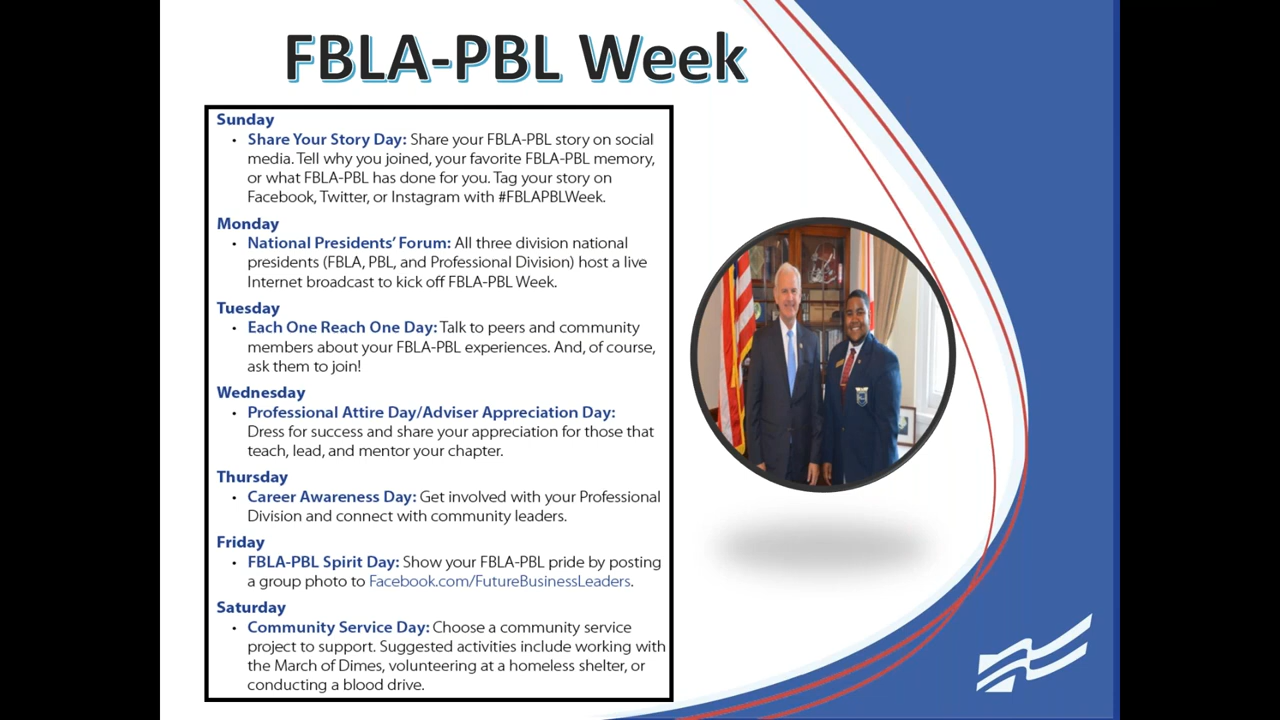 FBLA-PBL Week
Sunday
• Share Your Story Day: Share your FBLA-PBL story on social
media. Tell why you joined, your favorite FBLA-PBL memory,
or what FBLA-PBL has done for you. Tag your story on
Facebook, Twitter, or Instagram with #FBLAPBLWeek.
Monday
• National Presidents’ Forum: All three division national
presidents (FBLA, PBL, and Professional Division) host a live
Internet broadcast to kick off FBLA-PBL Week.
Tuesday
• Each One Reach One Day: Talk to peers and community
members about your FBLA-PBL experiences. And, of course,
ask them to join!
Wednesday
• Professional Attire Day/Adviser Appreciation Day:
Dress for success and share your appreciation for those that
teach, lead, and mentor your chapter.
Thursday
• Career Awareness Day: Get involved with your Professional
Division and connect with community leaders.
Friday
• FBLA-PBL Spirit Day: Show your FBLA-PBL pride by posting
a group photo to Facebook.com/FutureBusinessLeaders.
Saturday
• Community Service Day: Choose a community service
project to support. Suggested activities include working with
the March of Dimes, volunteering at a homeless shelter, or
conducting a blood drive.